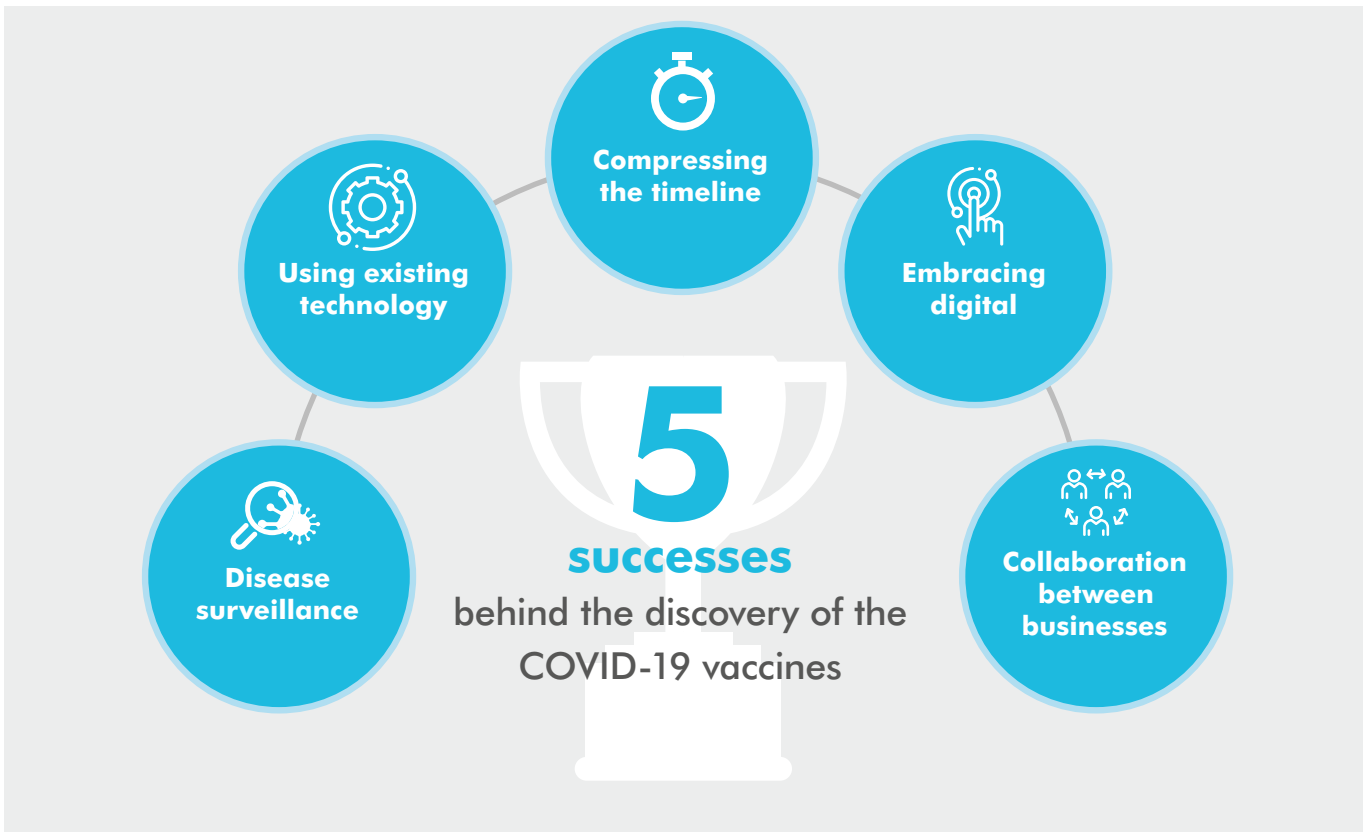 Compressing
the timeline
Using existing
technology
Embracing
digital
Disease
surveillance
Collaboration
between
businesses
5
successes
behind the discovery of the
COVID-19 vaccines